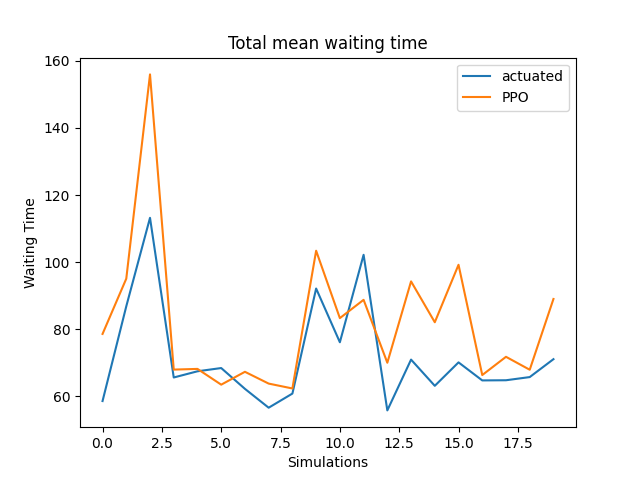 Total mean waiting time
actuated
PPO
160
140
120
100
80
60
Waiting Time
0.0 2.5 5.0 7.5 10.0 12.5 15.0 17.5
Simulations